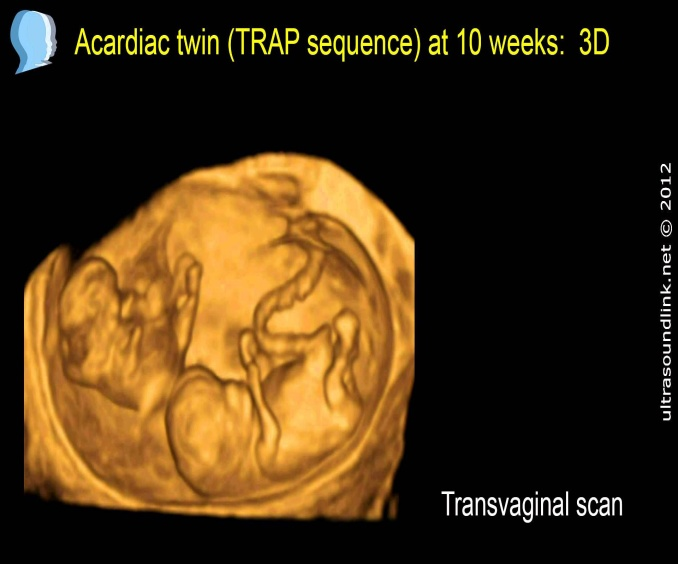 Acardiac twin (TRAP sequence) at 10 weeks: 3D
ultrasoundlink.net © 2012
Transvaginal scan